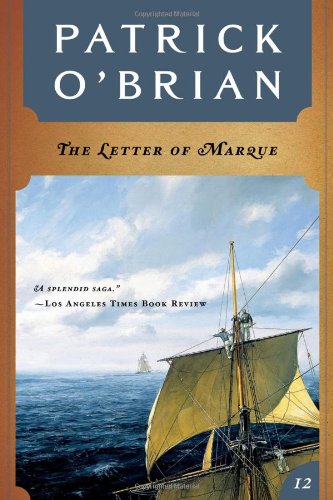 PATRICK
O'BRIAN
THE LETTER OF MARQUE
"A SPLENDID SAGA."
—LOS ANGELES TIMES BOOK REVIEW
12